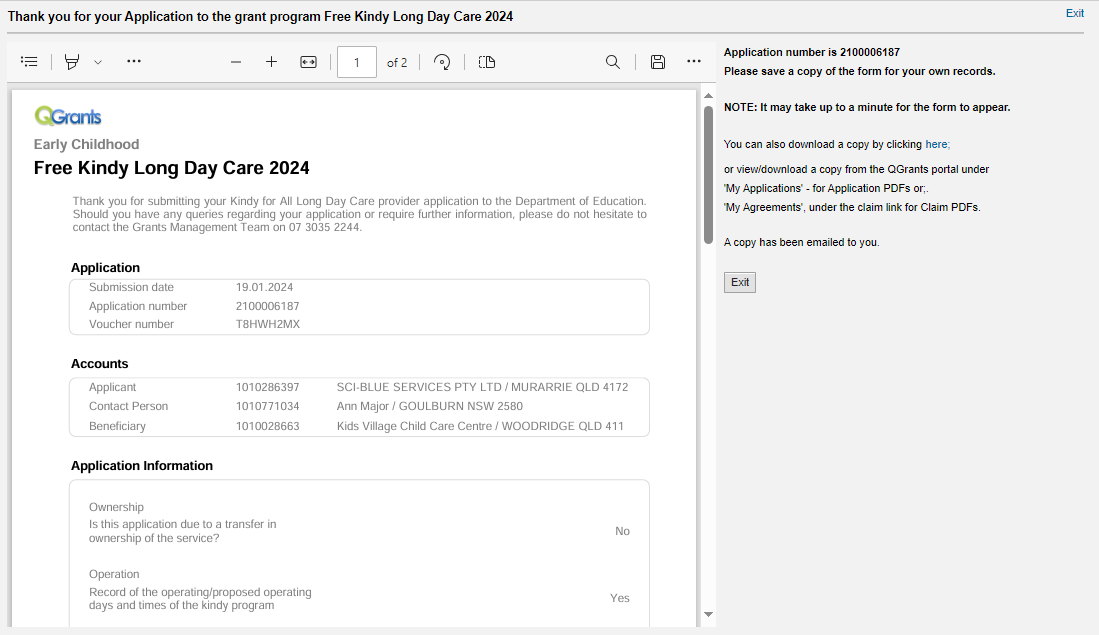 Thank you for your Application to the grant program Free Kindy Long Day Care 2024
Exit
1 of 2
QGrants
Early Childhood
Free Kindy Long Day Care 2024
Thank you for submitting your Kindy for All Long Day Care provider application to the Department of Education.
Should you have any queries regarding your application or require further information, please do not hesitate to
contact the Grants Management Team on 07 3035 2244.
Application
Submission date 19.01.2024
Application number 2100006187
Voucher number T8HWH2MX
Accounts
Applicant 1010286397 SCI-BLUE SERVICES PTY LTD / MURARRIE QLD 4172
Contact Person 1010771034 Ann Major / GOULBURN NSW 2580
Beneficiary 1010028663 Kids Village Child Care Centre / WOODRIDGE QLD 411
Application Information
Ownership
Is this application due to a transfer in
ownership of the service?
No
Operation
Record of the operating/proposed operating
days and times of the kindy program
Yes
Application number is 2100006187
Please save a copy of the form for your own records.
NOTE: It may take up to a minute for the form to appear.
You can also download a copy by clicking here;
or view/download a copy from the QGrants portal under
'My Applications' - for Application PDFs or;.
'My Agreements', under the claim link for Claim PDFs.
A copy has been emailed to you.
Exit